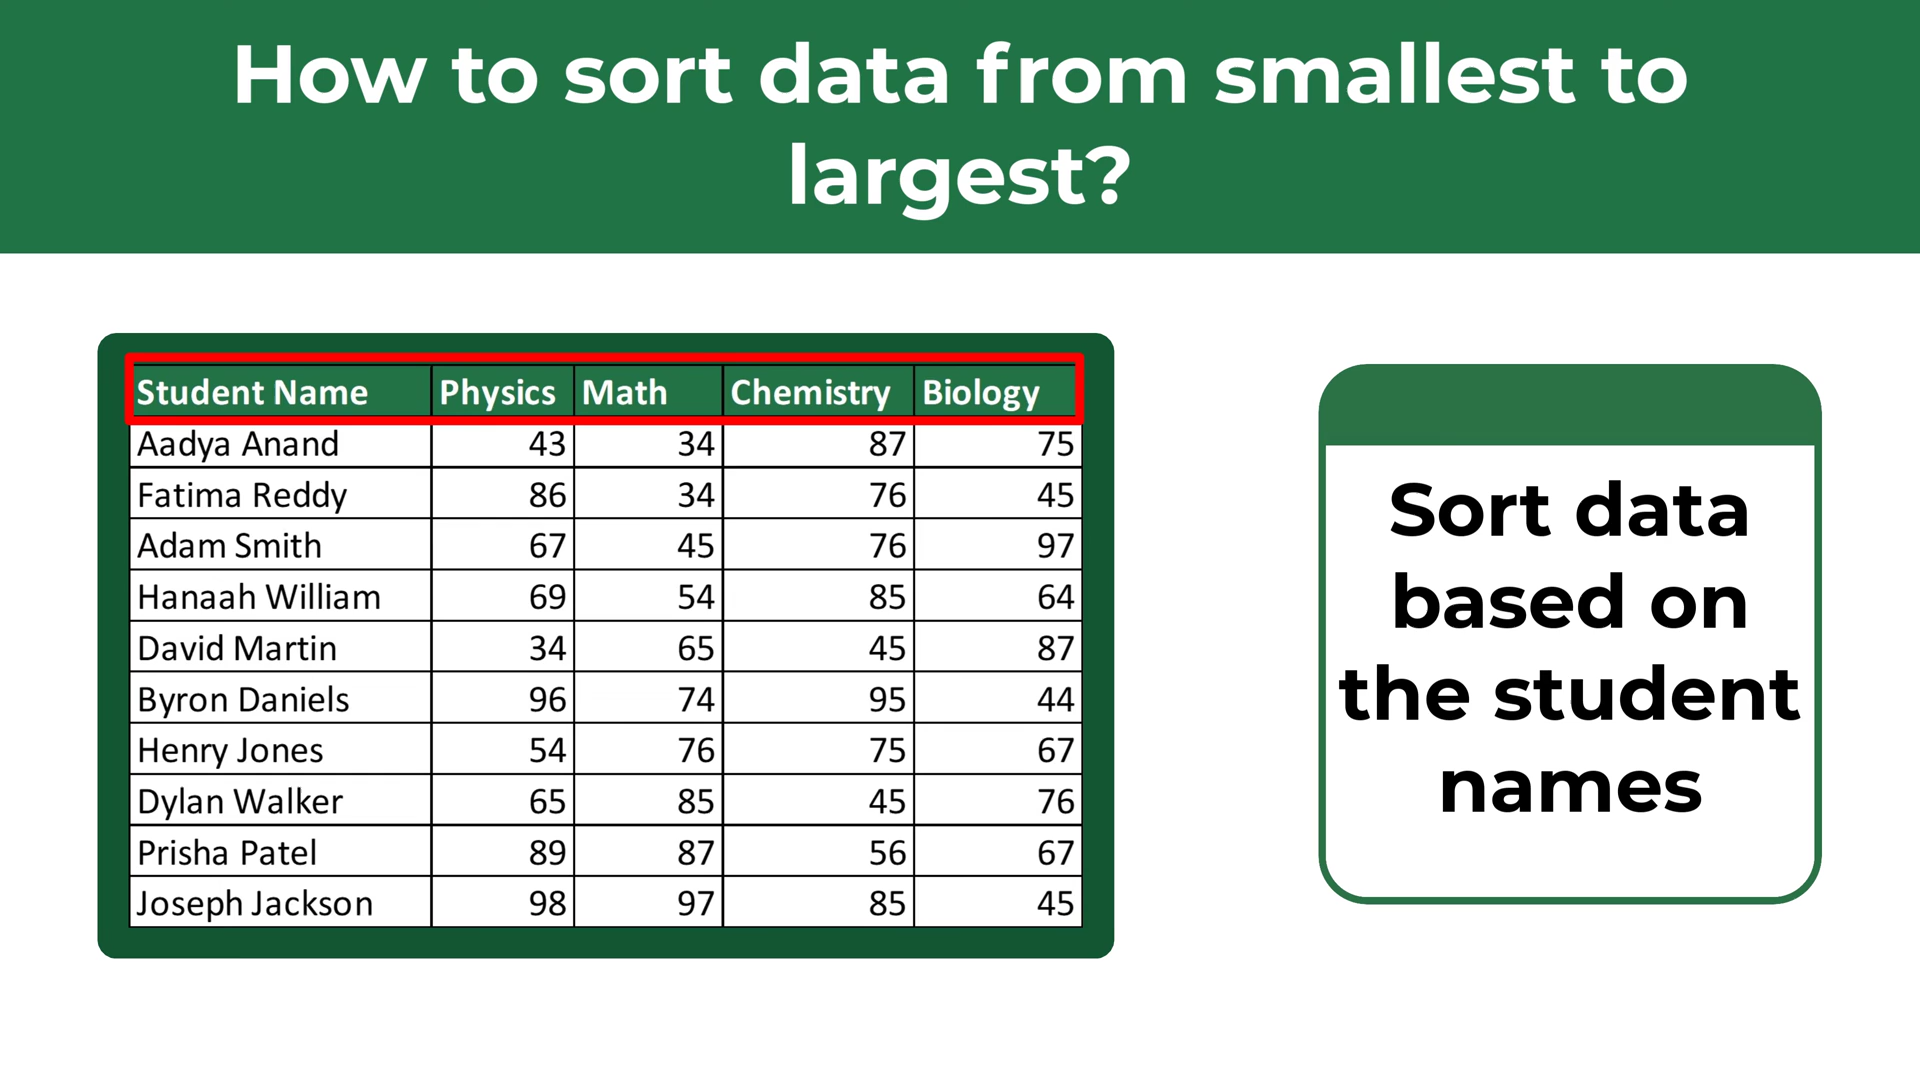 How to sort data from smallest to
largest?
Student Name Physics Math Chemistry Biology
Aadya Anand 43 34 87 75
Fatima Reddy 86 34 76 45
Adam Smith 67 45 76 97
Hanaah William 69 54 85 64
David Martin 34 65 45 87
Byron Daniels 96 74 95 44
Henry Jones 54 76 75 67
Dylan Walker 65 85 45 76
Prisha Patel 89 87 56 67
Joseph Jackson 98 97 85 45
Sort data
based on
the student
names